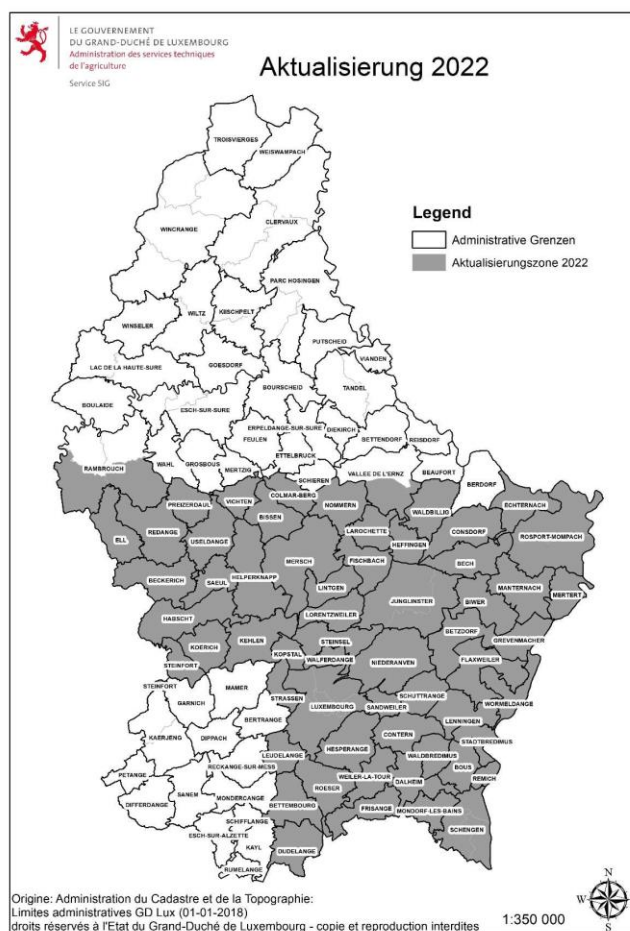 LE GOUVERNEMENT
DU GRAND-DUCHÉ DE LUXEMBOURG
Administration des services techniques
de l'agriculture
Service SIG
Aktualisierung 2022
Legend
Administrative Grenzen
Aktualisierungszone 2022
TROISVIERGES
WEISWAMPACH
WINCRANGE
CLERVAUX
PARC HOSINGEN
WILTZ
KIISCHPELT
WINSELER
PUTSCHEID
VIANDEN
LAC DE LA HAUTE-SURE
GOESDORF
TANDEL
BOURSCHEID
BOULAIDE
ESCH-SUR-SURE
ERPELDANGE-SUR-SURE
DIEKIRCH
BETTENDORF
REISDORF
FEULEN
ETTELBRUCK
RAMBROUCH
WAHL
GROSBOUS
MERTZIG
SCHIEREN
VALLEE DE L'ERNZ
BEAUFORT
BERDORF
PREIZERDAUL
VICHTEN
COLMAR-BERG
NOMMERN
WALDBILLIG
ECHTERNACH
BISSEN
ELL
REDANGE
USELDANGE
LAROCHETTE
HEFFINGEN
CONSDORF
ROSPORT-MOMPACH
MERSCH
FISCHBACH
BECH
BECKERICH
SAEUL
HELPERKNAPP
LINTGEN
JUNGLINSTER
BIWER
MANTERNACH
MERTERT
HABSCHT
LORENTZWEILER
KOERICH
KEHLEN
STEINSEL
BETZDORF
GREVENMACHER
KOPSTAL
WALFERDANGE
NIEDERANVEN
FLAXWEILER
STEINFORT
STEINFORT
MAMER
GARNICH
STRASSEN
LUXEMBOURG
SCHUTTRANGE
SANDWEILER
WORMELDANGE
BERTRANGE
LENNINGEN
KAERJENG
DIPPACH
CONTERN
STADTBREDIMUS
LEUDELANGE
HESPERANGE
WALDBREDIMUS
RECKANGE-SUR-MESS
BOUS
PETANGE
WEILER-LA-TOUR
DALHEIM
REMICH
ROESER
SANEM
DIFFERDANGE
MONDERCANGE
BETTEMBOURG
FRISANGE
MONDORF-LES-BAINS
SCHIFFLANGE
SCHENGEN
ESCH-SUR-ALZETTE
KAYL
DUDELANGE
RUMELANGE
N
W
E
S
Origine: Administration du Cadastre et de la Topographie:
Limites administratives GD Lux (01-01-2018)
droits réservés à l'Etat du Grand-Duché de Luxembourg - copie et reproduction interdites
1:350 000